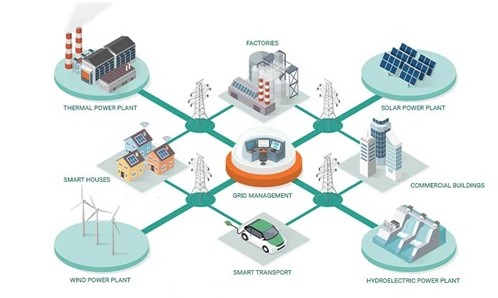 FACTORIES
THERMAL POWER PLANT
SOLAR POWER PLANT
SMART HOUSES
GRID MANAGEMENT
COMMERCIAL BUILDINGS
WIND POWER PLANT
SMART TRANSPORT
HYDROELECTRIC POWER PLANT